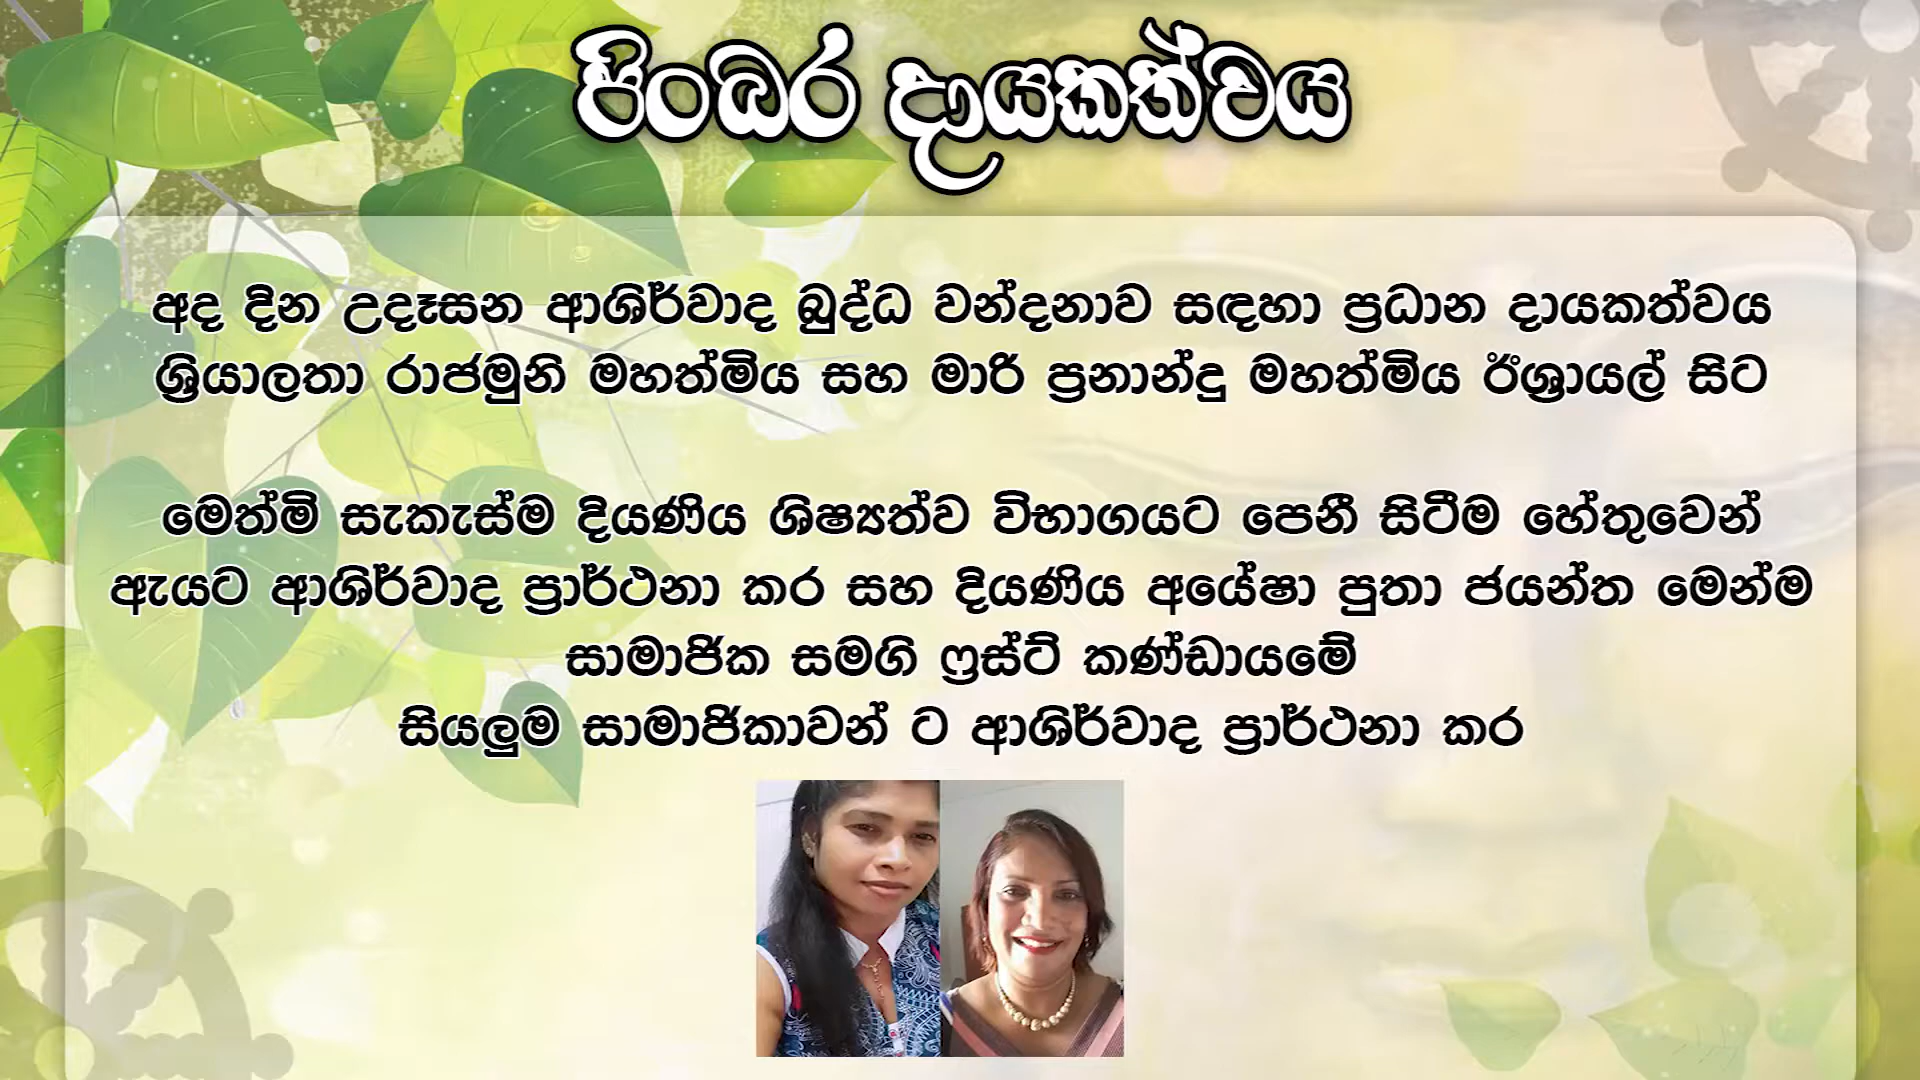 පිංබර දායකත්වය
අද දින උදෑසන ආශිර්වාද බුද්ධ වන්දනාව සඳහා ප්‍රධාන දායකත්වය
ශ්‍රියාලතා රාජමුනි මහත්මිය සහ මාරි ප්‍රනාන්දු මහත්මිය ඊශ්‍රායල් සිට
මෙත්මි සැකැස්ම දියණිය ශිෂ්‍යත්ව විභාගයට පෙනී සිටීම හේතුවෙන්
ඇයට ආශිර්වාද ප්‍රාර්ථනා කර සහ දියණිය අයේෂා පුතා ජයන්ත මෙන්ම
සාමාජික සමගි ෆ්‍රස්ට් කණ්ඩායමේ
සියලුම සාමාජිකාවන් ට ආශිර්වාද ප්‍රාර්ථනා කර